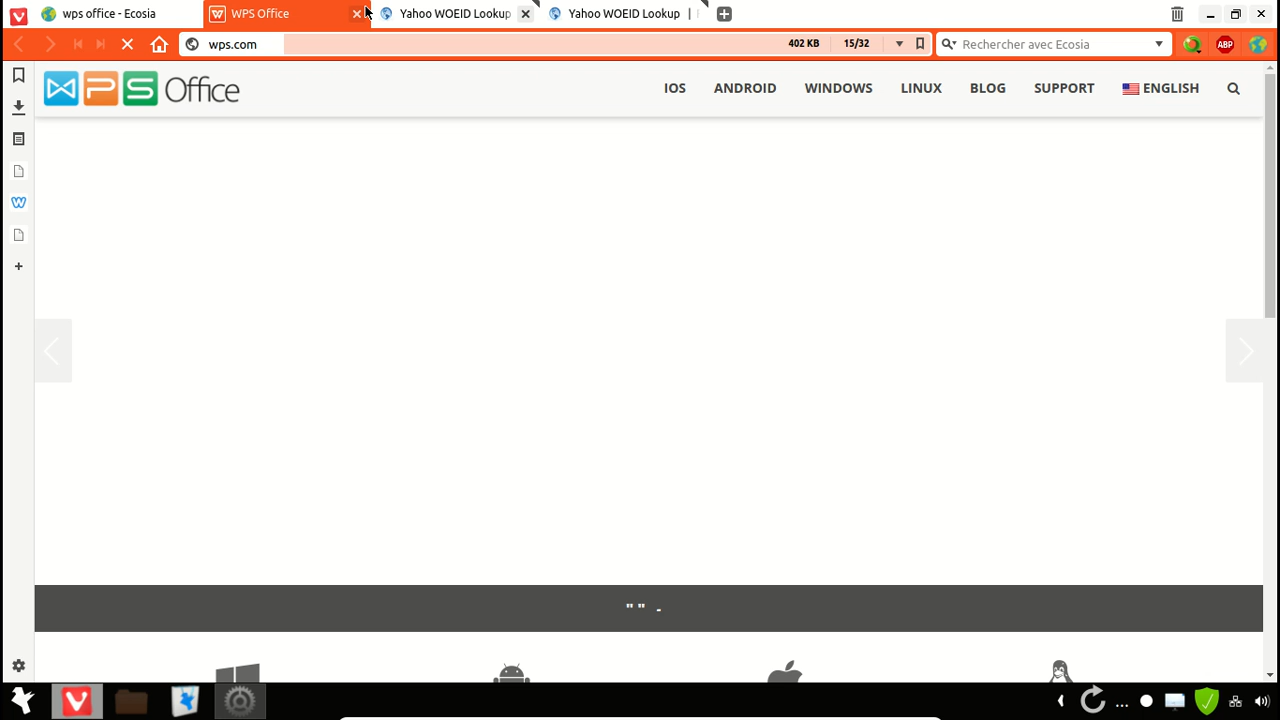 wps office - Ecosia
WPS Office
Yahoo WOEID Lookup
Yahoo WOEID Lookup |
wps.com
402 KB
15/32
Rechercher avec Ecosia
ABP
WPS Office
IOS
ANDROID
WINDOWS
LINUX
BLOG
SUPPORT
ENGLISH
" " -